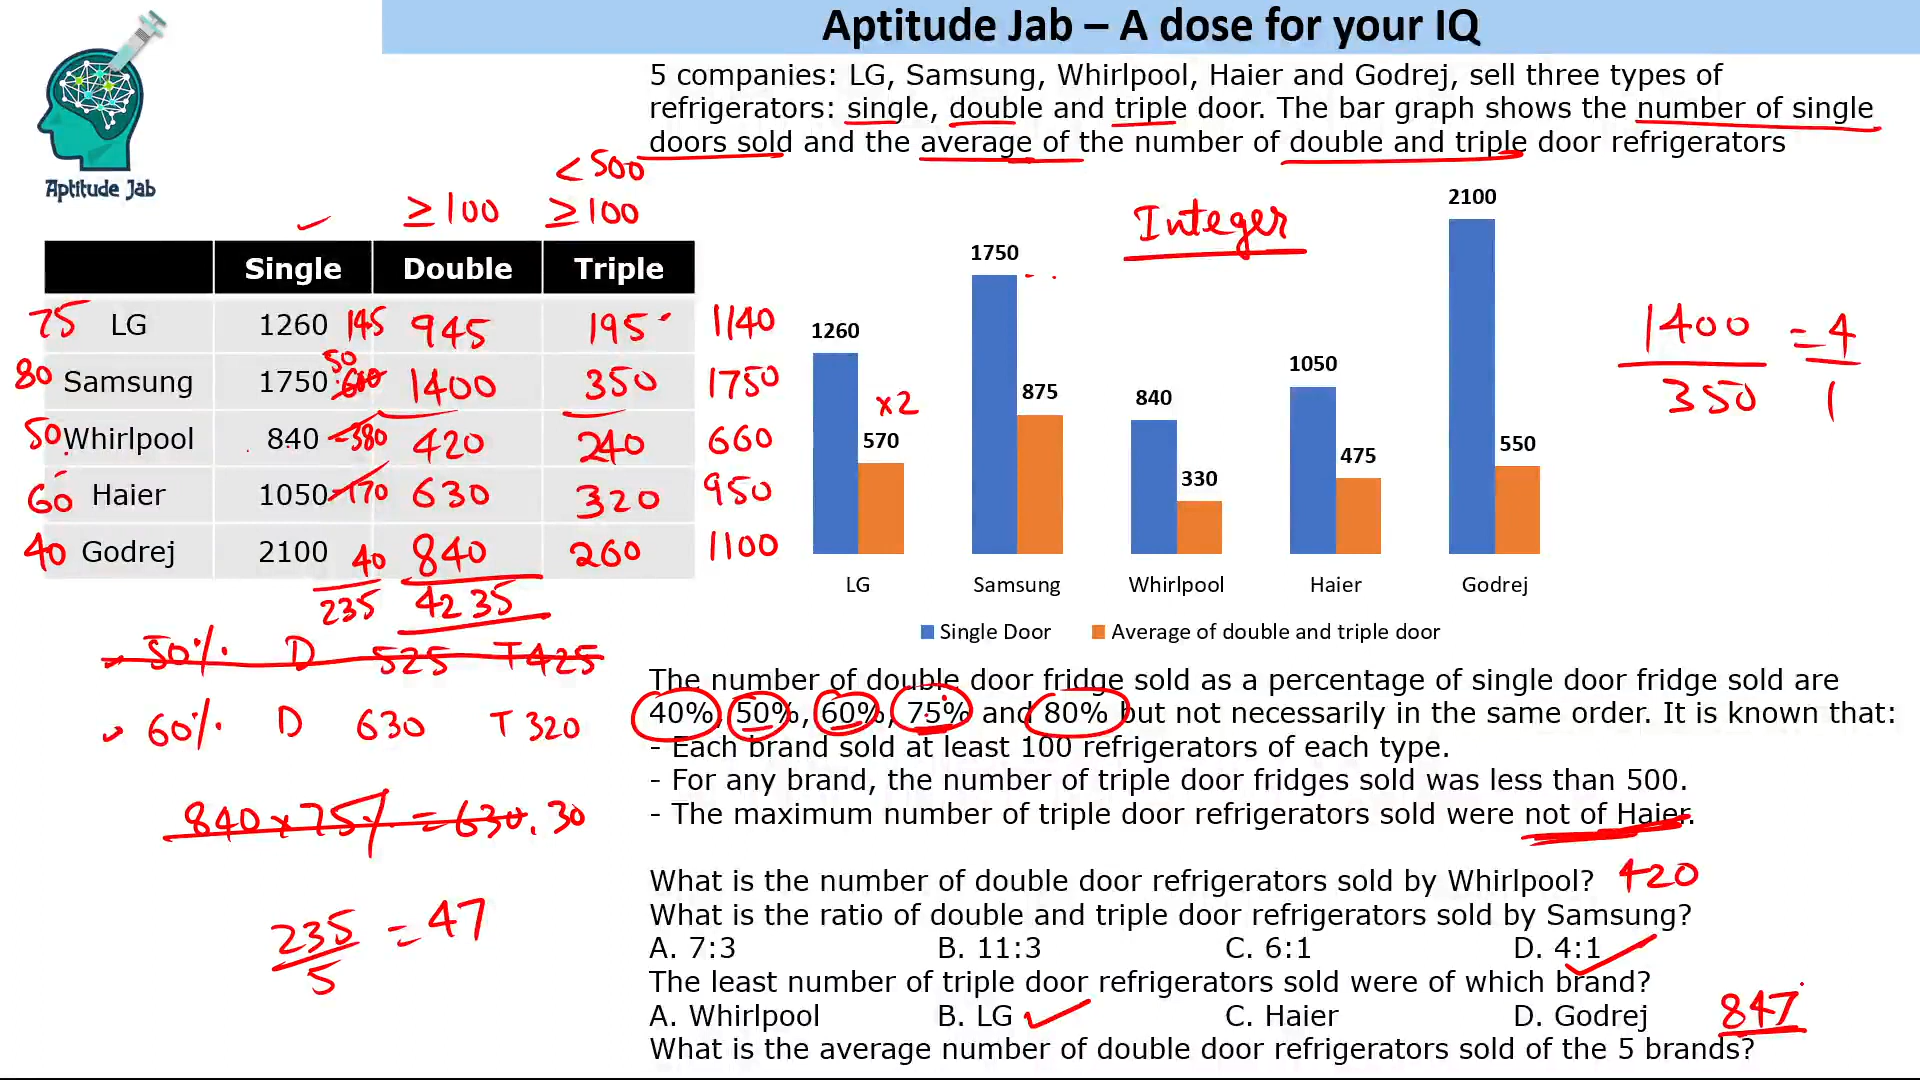 Aptitude Jab – A dose for your IQ
Aptitude Jab
5 companies: LG, Samsung, Whirlpool, Haier and Godrej, sell three types of
refrigerators: single, double and triple door. The bar graph shows the number of single
doors sold and the average of the number of double and triple door refrigerators
<500
≥100 ≥100
Single Double Triple
75 LG 1260 145 945 195 1140
80 Samsung 1750 50 600 1400 350 1750
50 Whirlpool 840 -380 420 240 660
60 Haier 1050 -170 630 320 950
40 Godrej 2100 40 840 260 1100
235 4235
50% D 525 T 425
60% D 630 T 320
840 × 75% = 630. 30
235/5 = 47
Integer
1260
570
×2
1750
875
840
330
1050
475
2100
550
LG Samsung Whirlpool Haier Godrej
Single Door Average of double and triple door
1400/350 = 4/1
The number of double door fridge sold as a percentage of single door fridge sold are
40%, 50%, 60%, 75% and 80% but not necessarily in the same order. It is known that:
- Each brand sold at least 100 refrigerators of each type.
- For any brand, the number of triple door fridges sold was less than 500.
- The maximum number of triple door refrigerators sold were not of Haier.
What is the number of double door refrigerators sold by Whirlpool? 420
What is the ratio of double and triple door refrigerators sold by Samsung?
A. 7:3 B. 11:3 C. 6:1 D. 4:1
The least number of triple door refrigerators sold were of which brand?
A. Whirlpool B. LG C. Haier D. Godrej
What is the average number of double door refrigerators sold of the 5 brands? 847